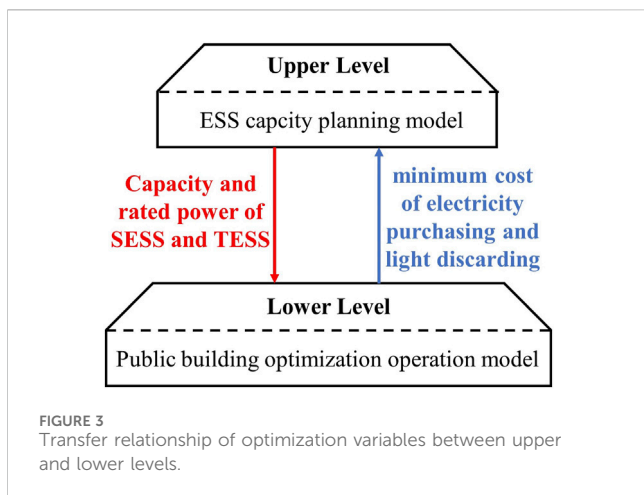 Upper Level
ESS capcity planning model
Capacity and
rated power of
SESS and TESS
minimum cost
of electricity
purchasing and
light discarding
Lower Level
Public building optimization operation model
FIGURE 3
Transfer relationship of optimization variables between upper
and lower levels.